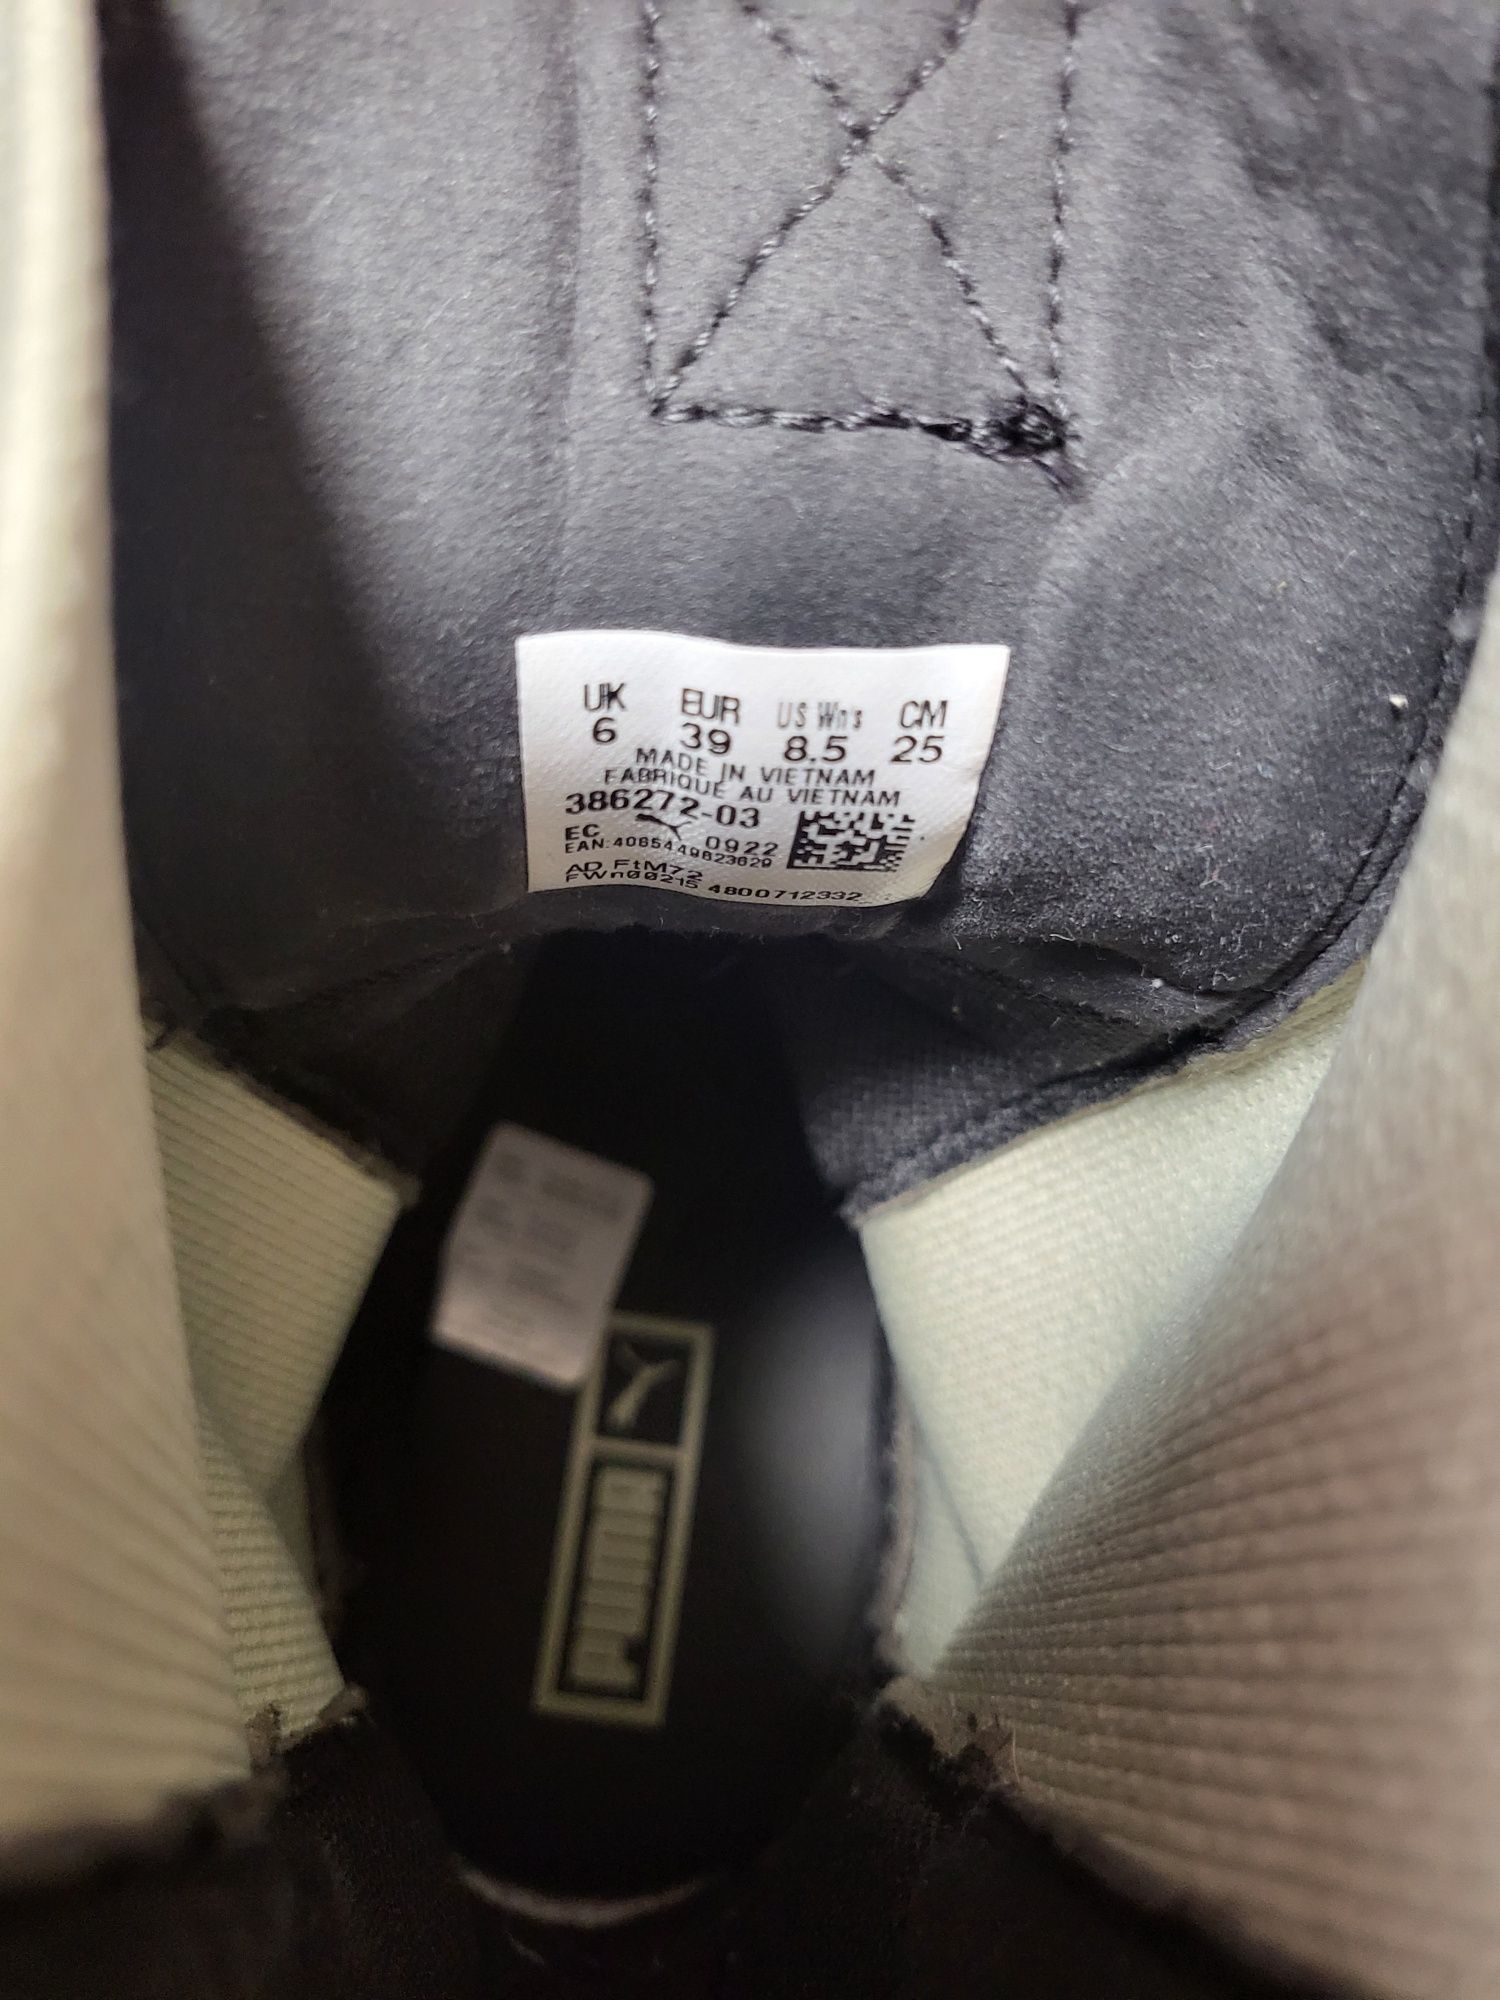 UK EUR US Wn's CM
6 39 8.5 25
MADE IN VIETNAM
FABRIQUE AU VIETNAM
386272-03
EC 0922
EAN:4065449623629
AD FtM72
FWn00215 4800712332
PUMA